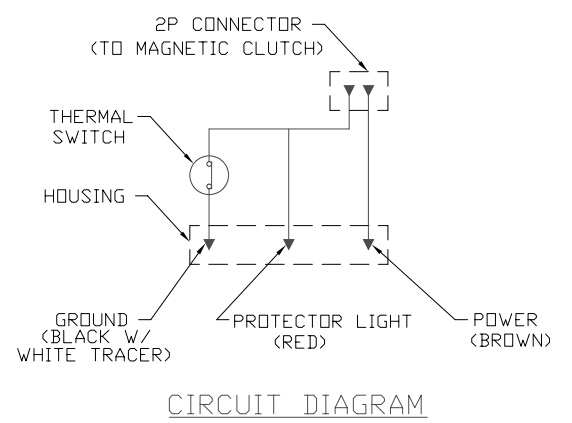 2P CONNECTOR
(TO MAGNETIC CLUTCH)
THERMAL
SWITCH
HOUSING
GROUND
(BLACK W/
WHITE TRACER)
PROTECTOR LIGHT
(RED)
POWER
(BROWN)
CIRCUIT DIAGRAM